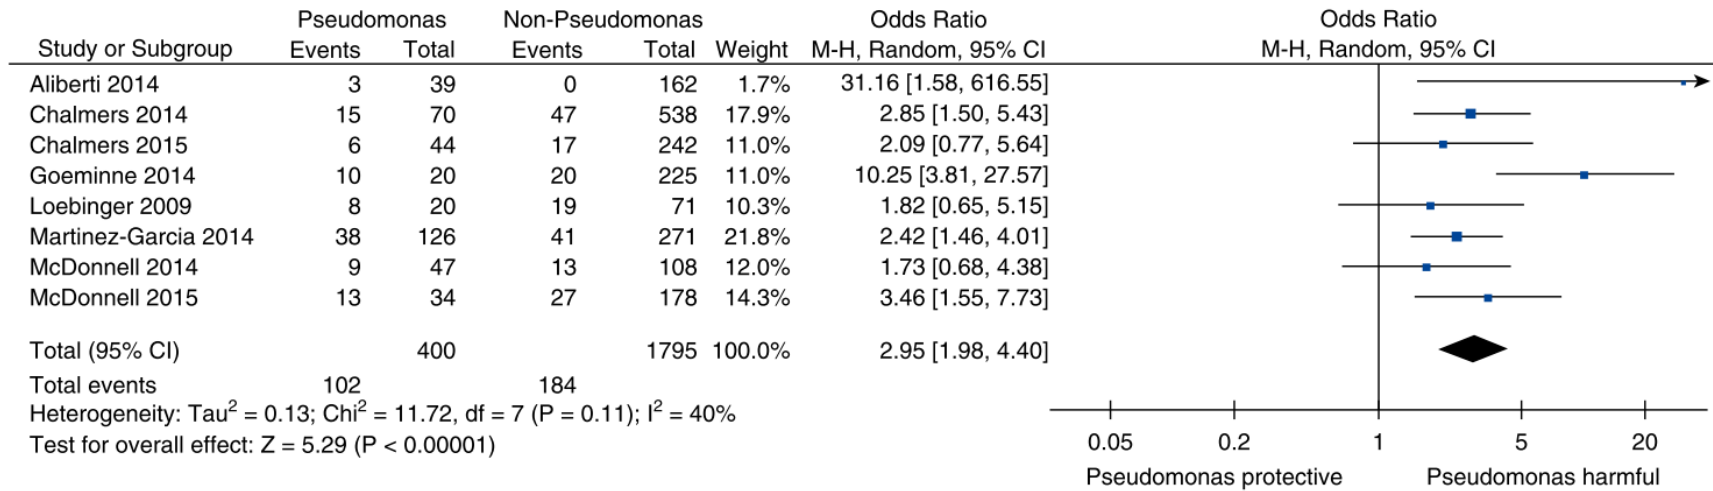 Pseudomonas Non-Pseudomonas Odds Ratio Odds Ratio
Study or Subgroup Events Total Events Total Weight M-H, Random, 95% CI M-H, Random, 95% CI
Aliberti 2014 3 39 0 162 1.7% 31.16 [1.58, 616.55]
Chalmers 2014 15 70 47 538 17.9% 2.85 [1.50, 5.43]
Chalmers 2015 6 44 17 242 11.0% 2.09 [0.77, 5.64]
Goeminne 2014 10 20 20 225 11.0% 10.25 [3.81, 27.57]
Loebinger 2009 8 20 19 71 10.3% 1.82 [0.65, 5.15]
Martinez-Garcia 2014 38 126 41 271 21.8% 2.42 [1.46, 4.01]
McDonnell 2014 9 47 13 108 12.0% 1.73 [0.68, 4.38]
McDonnell 2015 13 34 27 178 14.3% 3.46 [1.55, 7.73]
Total (95% CI) 400 1795 100.0% 2.95 [1.98, 4.40]
Total events 102 184
Heterogeneity: Tau² = 0.13; Chi² = 11.72, df = 7 (P = 0.11); I² = 40%
Test for overall effect: Z = 5.29 (P < 0.00001)
0.05 0.2 1 5 20
Pseudomonas protective Pseudomonas harmful